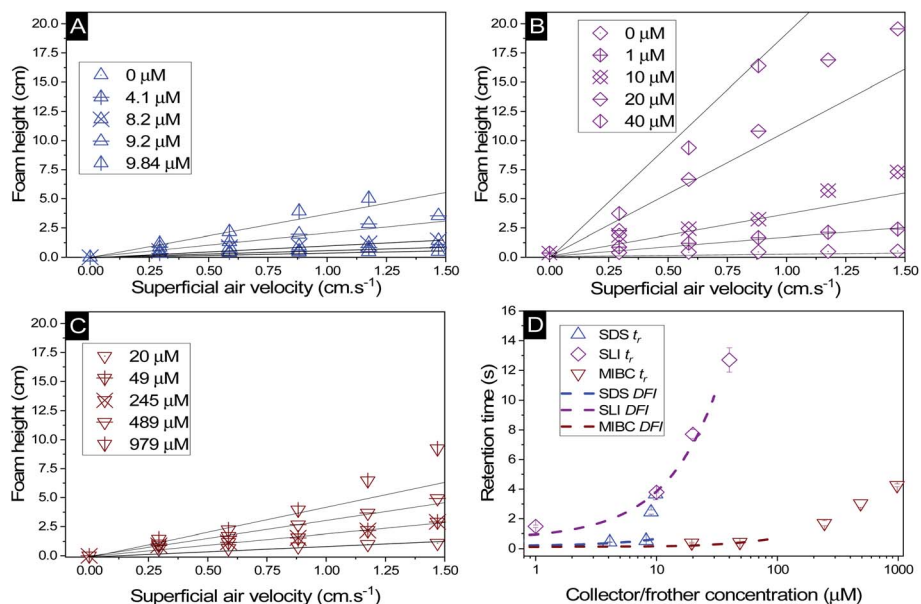 A
20.0
17.5
15.0
12.5
10.0
7.5
5.0
2.5
0.0
Foam height (cm)
0 µM
4.1 µM
8.2 µM
9.2 µM
9.84 µM
0.00 0.25 0.50 0.75 1.00 1.25 1.50
Superficial air velocity (cm.s⁻¹)
B
20.0
17.5
15.0
12.5
10.0
7.5
5.0
2.5
0.0
Foam height (cm)
0 µM
1 µM
10 µM
20 µM
40 µM
0.00 0.25 0.50 0.75 1.00 1.25 1.50
Superficial air velocity (cm.s⁻¹)
C
20.0
17.5
15.0
12.5
10.0
7.5
5.0
2.5
0.0
Foam height (cm)
20 µM
49 µM
245 µM
489 µM
979 µM
0.00 0.25 0.50 0.75 1.00 1.25 1.50
Superficial air velocity (cm.s⁻¹)
D
16
14
12
10
8
6
4
2
0
Retention time (s)
SDS tr
SLI tr
MIBC tr
SDS DFI
SLI DFI
MIBC DFI
1 10 100 1000
Collector/frother concentration (µM)